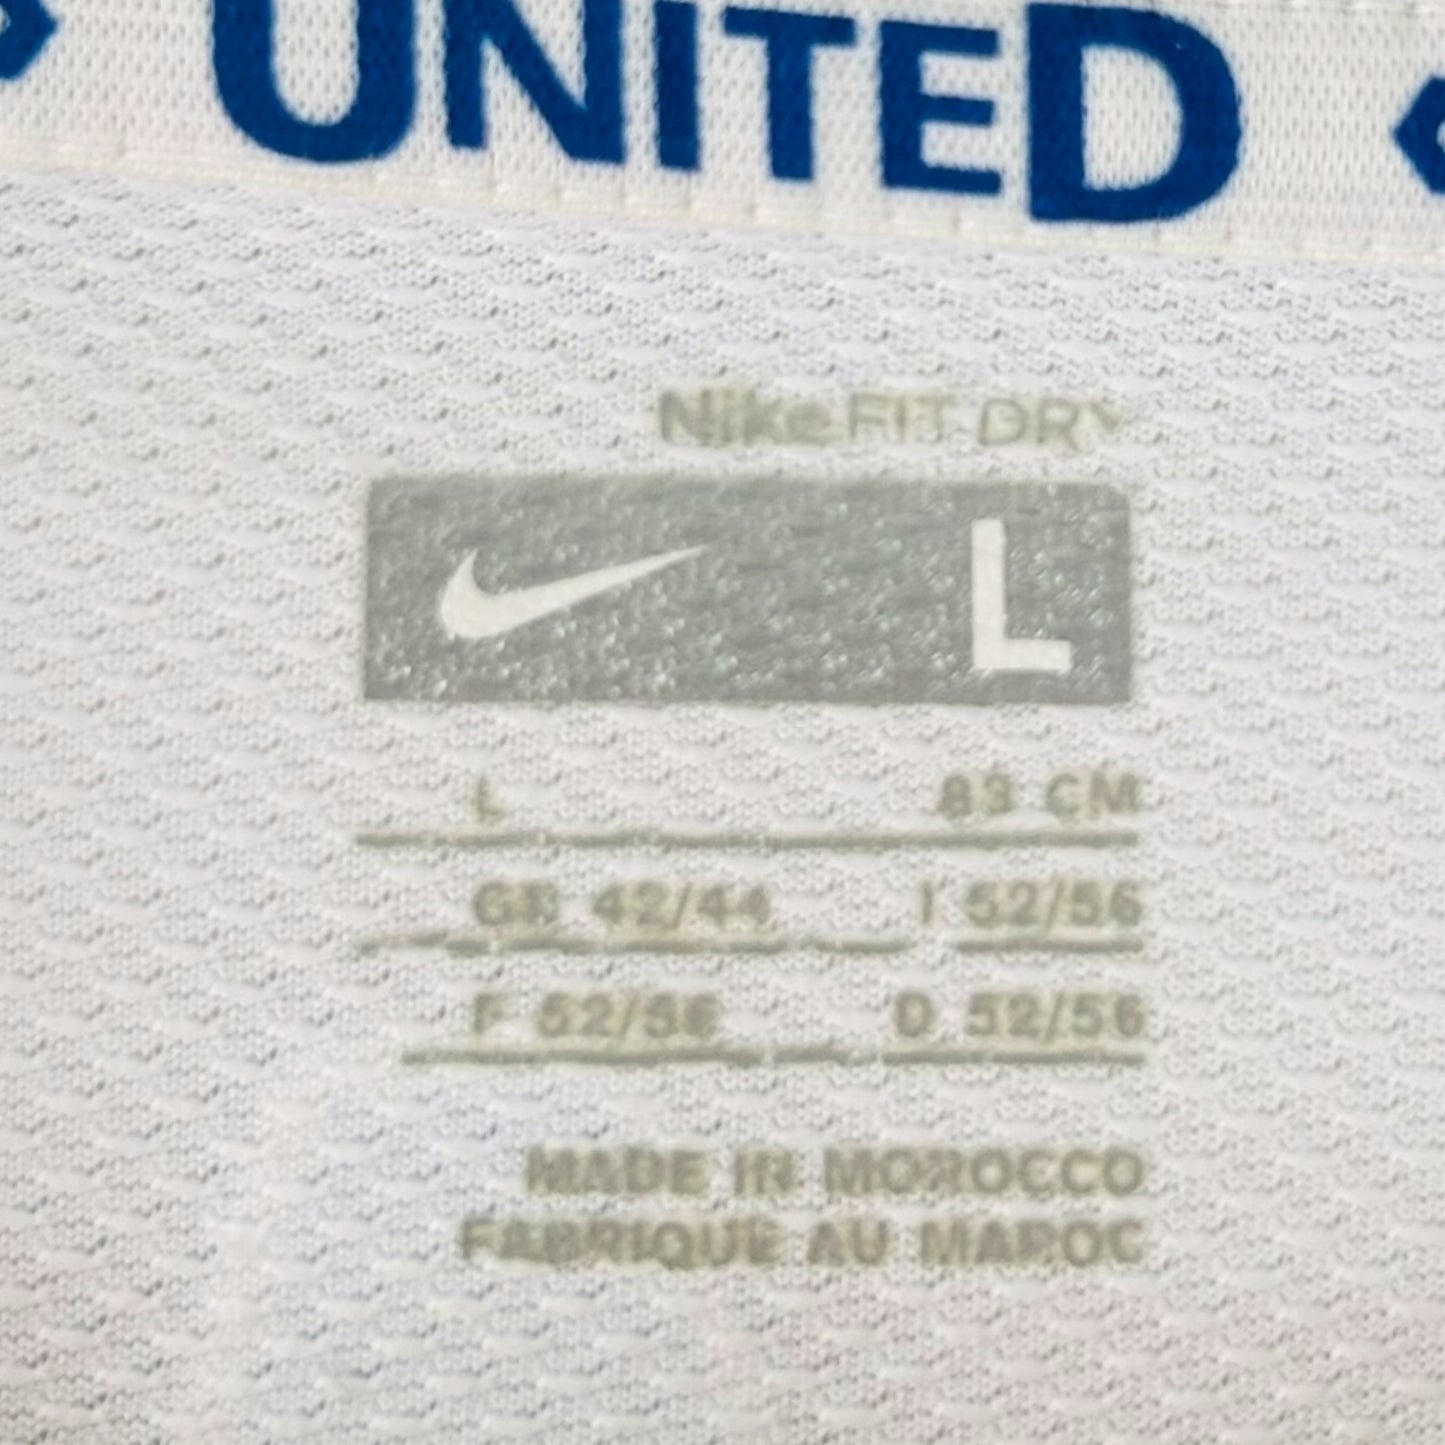 UNITED
NikeFIT DRY
L
L 83 CM
GB 42/44 I 52/56
F 52/56 D 52/56
MADE IN MOROCCO
FABRIQUE AU MAROC